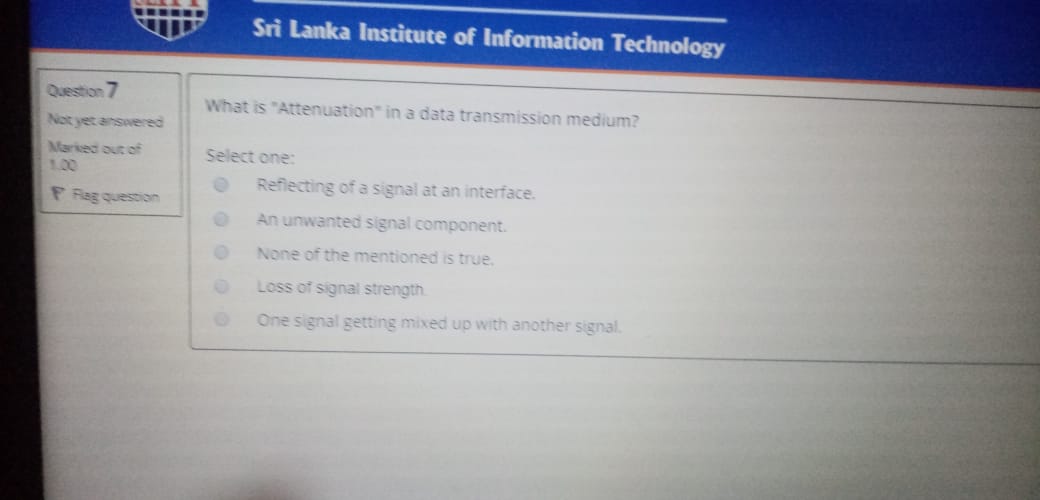 Sri Lanka Institute of Information Technology
Question 7
Not yet answered
Marked out of
1.00
Flag question
What is "Attenuation" in a data transmission medium?
Select one:
Reflecting of a signal at an interface.
An unwanted signal component.
None of the mentioned is true.
Loss of signal strength.
One signal getting mixed up with another signal.